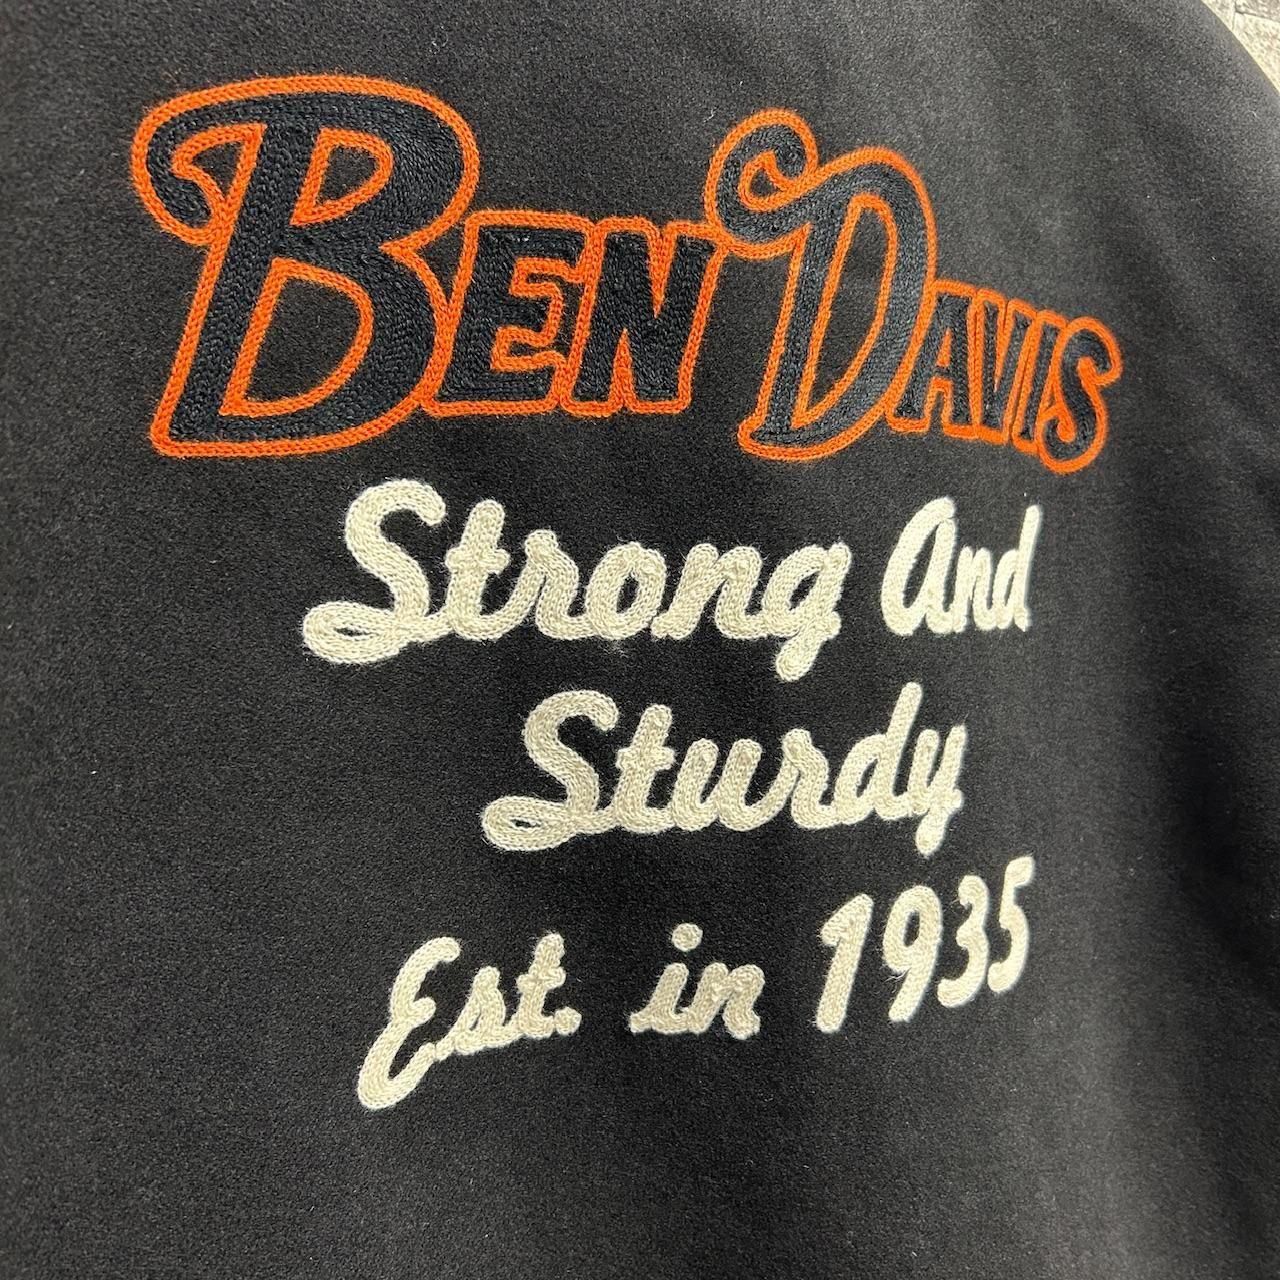 BEN DAVIS
Strong And
Sturdy
Est. in 1935